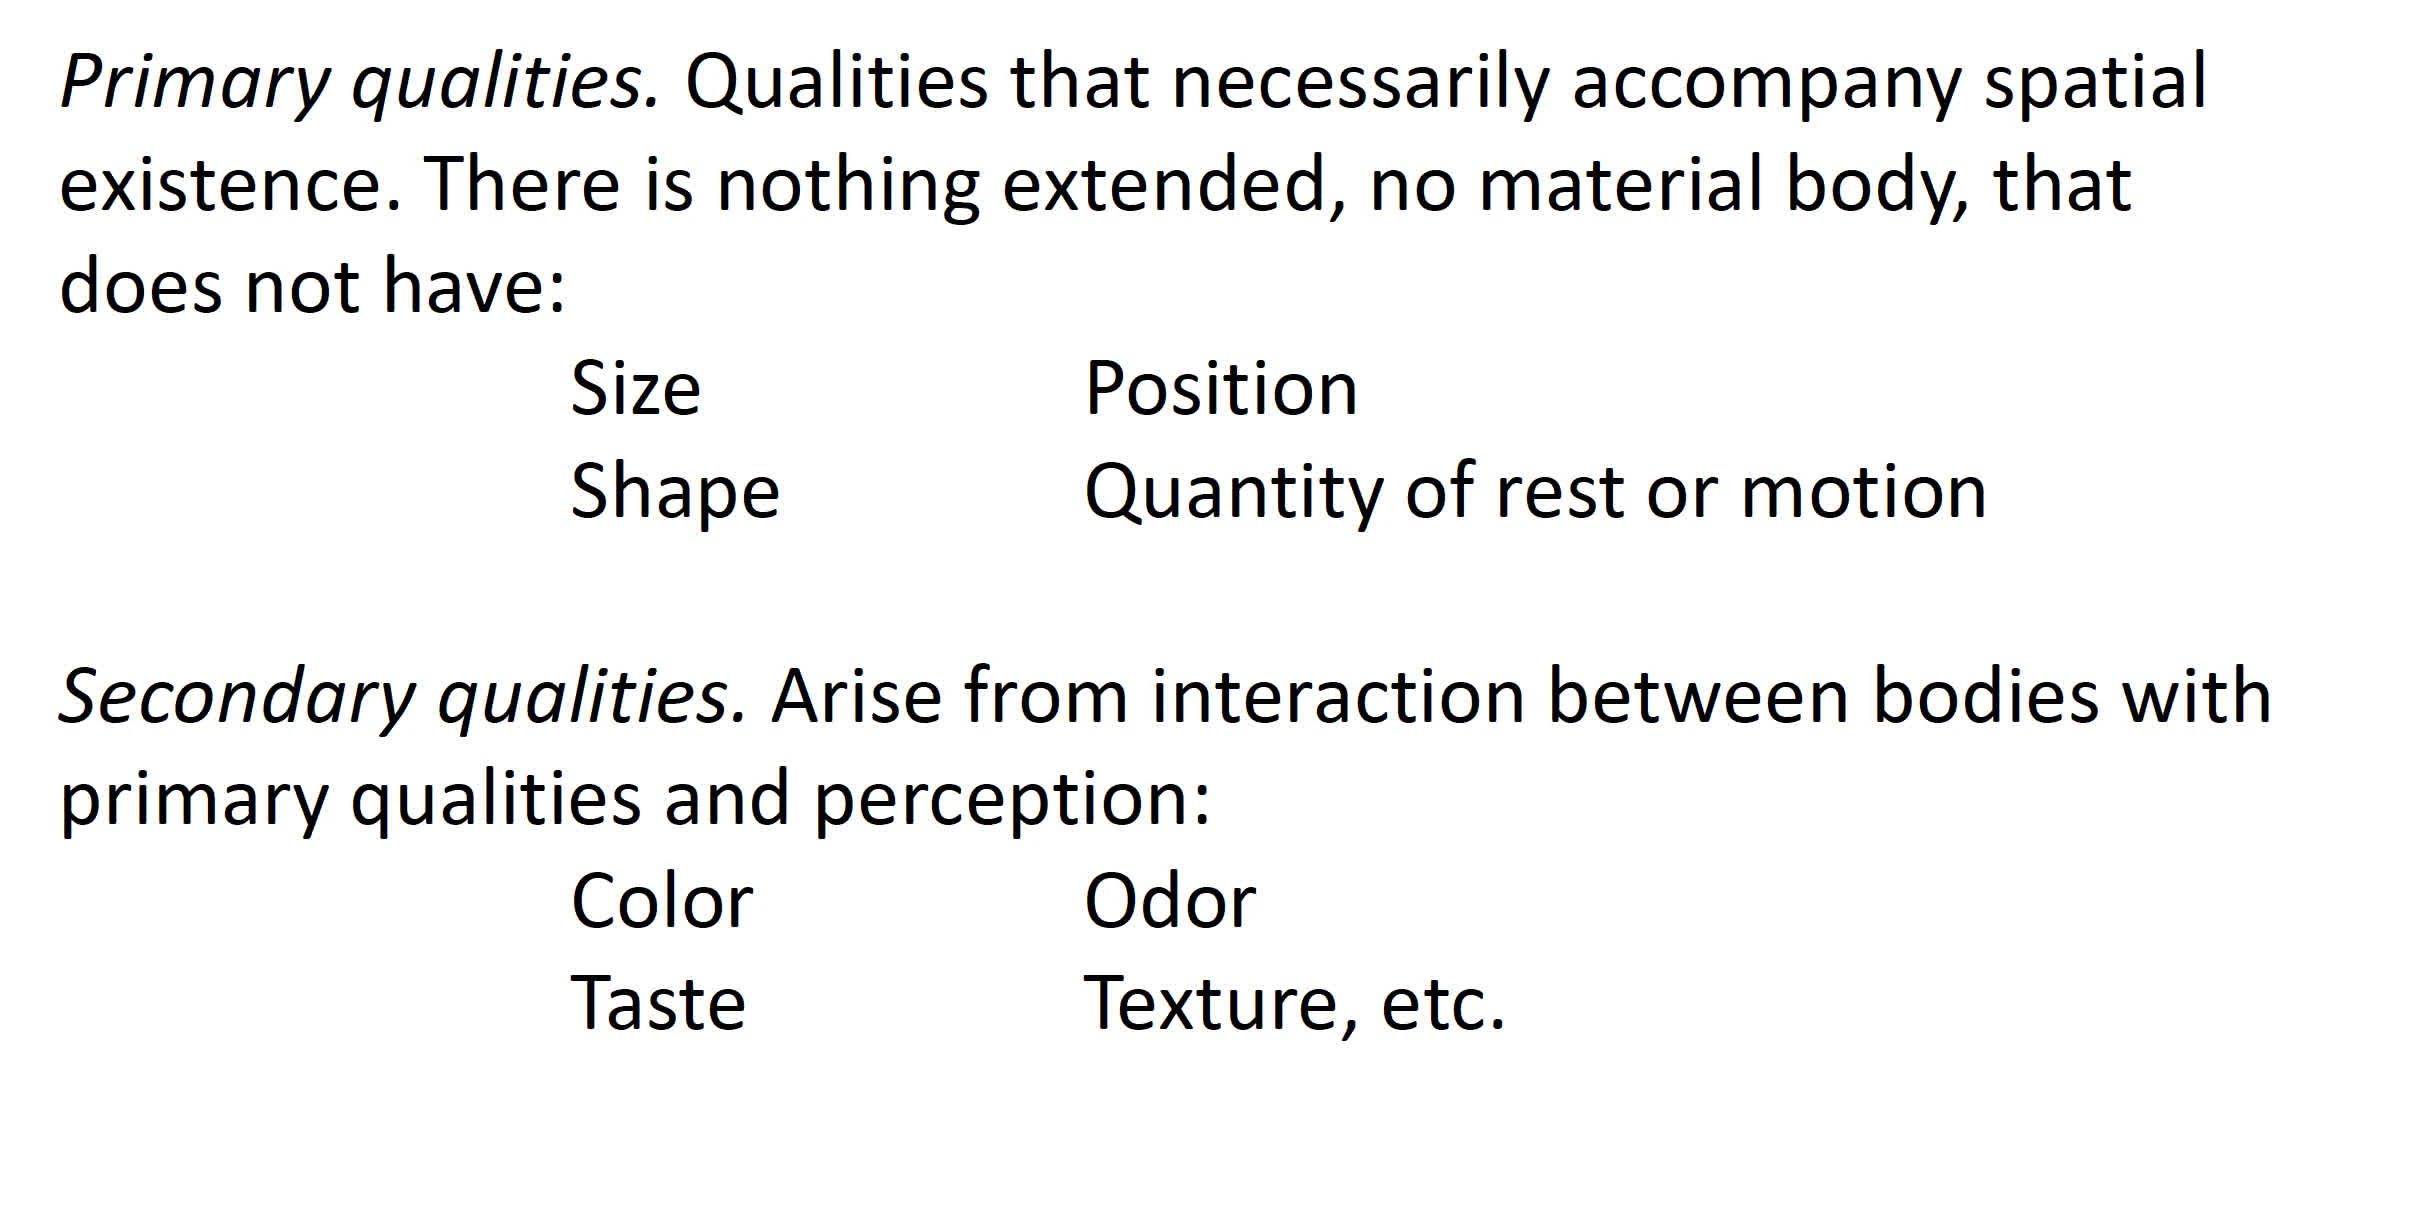 Primary qualities. Qualities that necessarily accompany spatial
existence. There is nothing extended, no material body, that
does not have:
Size Position
Shape Quantity of rest or motion
Secondary qualities. Arise from interaction between bodies with
primary qualities and perception:
Color Odor
Taste Texture, etc.